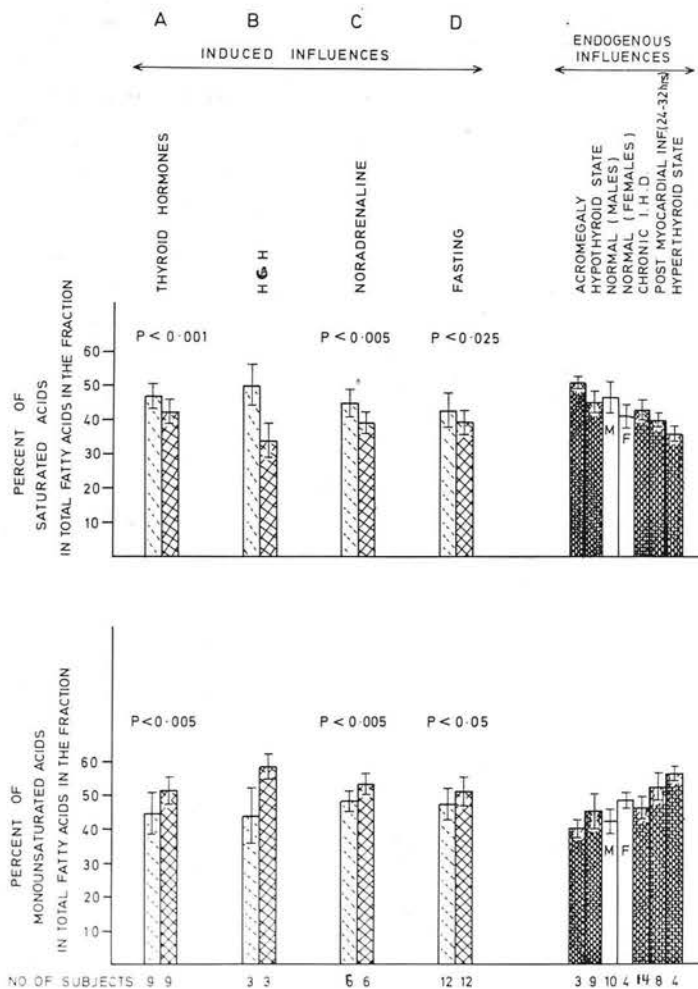 A B C D
INDUCED INFLUENCES
ENDOGENOUS
INFLUENCES
THYROID HORMONES
HGH
NORADRENALINE
FASTING
ACROMEGALY
HYPOTHYROID STATE
NORMAL (MALES)
NORMAL (FEMALES)
CHRONIC I.H.D.
POST MYOCARDIAL INF.(24-32hrs)
HYPERTHYROID STATE
PERCENT OF
SATURATED ACIDS
IN TOTAL FATTY ACIDS IN THE FRACTION
P < 0·001 P < 0·005 P < 0·025
60
50
40
30
20
10
M
F
PERCENT OF
MONOUNSATURATED ACIDS
IN TOTAL FATTY ACIDS IN THE FRACTION
P < 0·005 P < 0·005 P < 0·05
60
50
40
30
20
10
M F
NO OF SUBJECTS 9 9 3 3 6 6 12 12 3 9 10 4 14 8 4